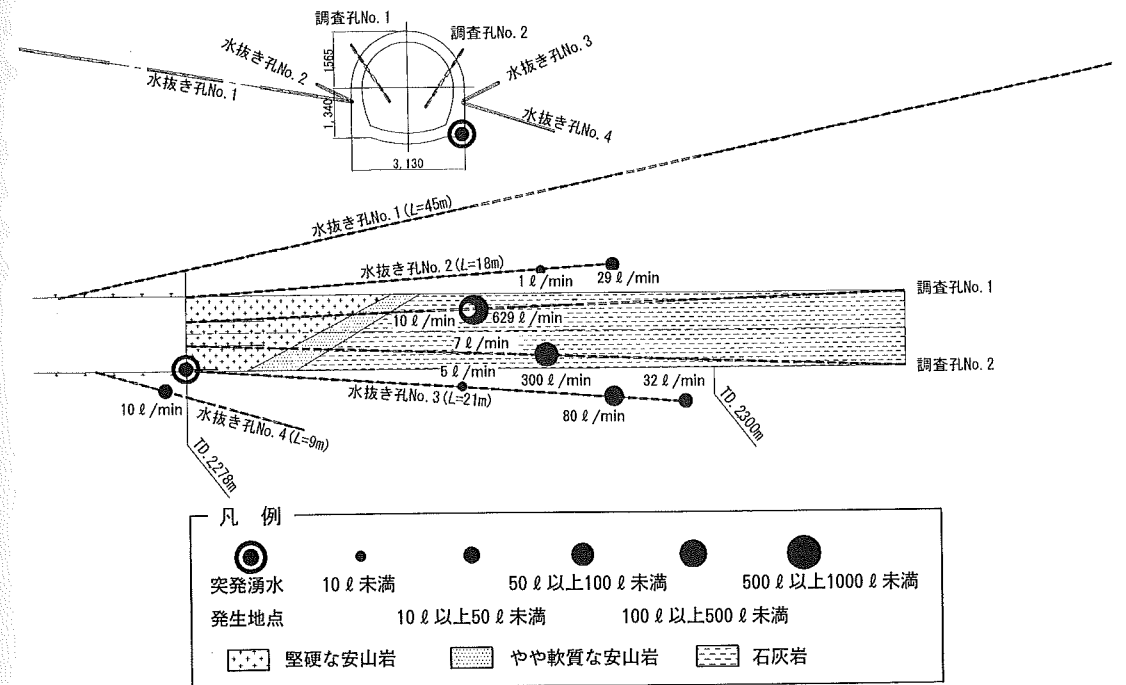 調査孔No.1
調査孔No.2
水抜き孔No.3
水抜き孔No.2
水抜き孔No.1
水抜き孔No.4
1565
1,340
3,130
水抜き孔No.1(L=45m)
水抜き孔No.2(L=18m)
1ℓ/min
29ℓ/min
調査孔No.1
10ℓ/min
629ℓ/min
7ℓ/min
5ℓ/min
300ℓ/min
32ℓ/min
調査孔No.2
水抜き孔No.3(L=21m)
80ℓ/min
10ℓ/min
水抜き孔No.4(L=9m)
TD.2300m
TD.2278m
凡 例
突発湧水
発生地点
10ℓ未満
10ℓ以上50ℓ未満
50ℓ以上100ℓ未満
100ℓ以上500ℓ未満
500ℓ以上1000ℓ未満
堅硬な安山岩
やや軟質な安山岩
石灰岩